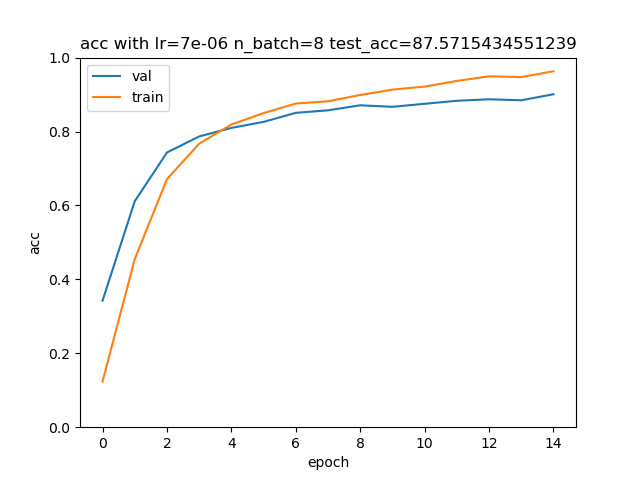 acc with lr=7e-06 n_batch=8 test_acc=87.5715434551239
val
train
1.0
0.8
0.6
0.4
0.2
0.0
acc
0 2 4 6 8 10 12 14
epoch